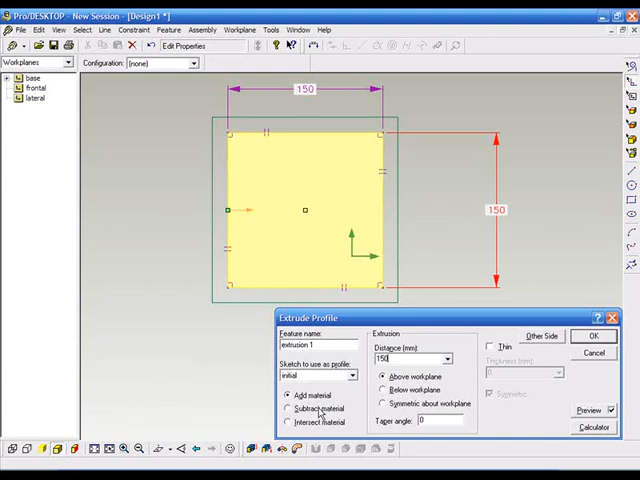 Pro/DESKTOP - New Session - [Design1 *]
File Edit View Line Constraint Feature Assembly Workplane Tools Window Help
Edit Properties
Workplanes Configuration: [none]
base
frontal
lateral
150
150
Extrude Profile
Feature name:
extrusion 1
Sketch to use as profile:
initial
Add material
Subtract material
Intersect material
Extrusion
Distance (mm)
150
Above workplane
Below workplane
Symmetric about workplane
Taper angle: 0
Other Side
Thin
Thickness (mm):
0
Symmetric
OK
Cancel
Preview
Calculator